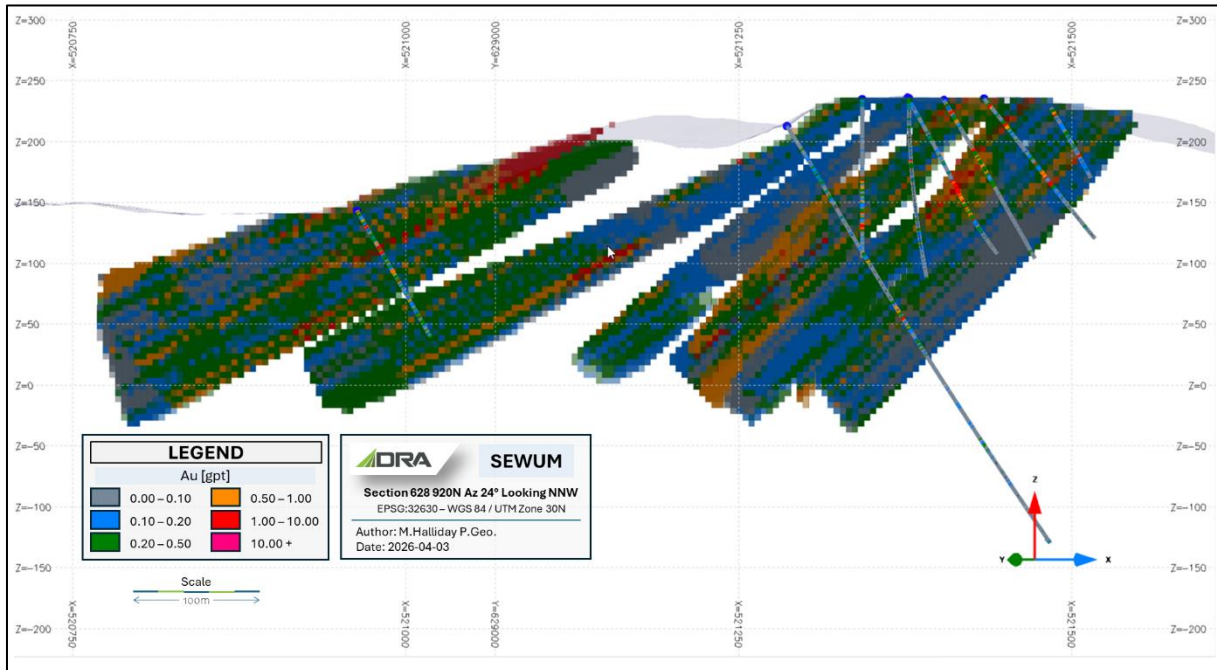 X=520750
X=521000
Y=629000
X=521250
X=521500
Z=300
Z=300
Z=250
Z=250
Z=200
Z=200
Z=150
Z=150
Z=100
Z=100
Z=50
Z=50
Z=0
Z=0
Z=-50
Z=-50
Z=-100
Z=-100
Z=-150
Z=-150
Z=-200
Z=-200
LEGEND
Au [gpt]
0.00 – 0.10
0.50 – 1.00
0.10 – 0.20
1.00 – 10.00
0.20 – 0.50
10.00 +
DRA
SEWUM
Section 628 920N Az 24° Looking NNW
EPSG:32630 – WGS 84 / UTM Zone 30N
Author: M.Halliday P.Geo.
Date: 2026-04-03
Scale
100m
Z
Y
X
X=520750
X=521000
Y=629000
X=521250
X=521500